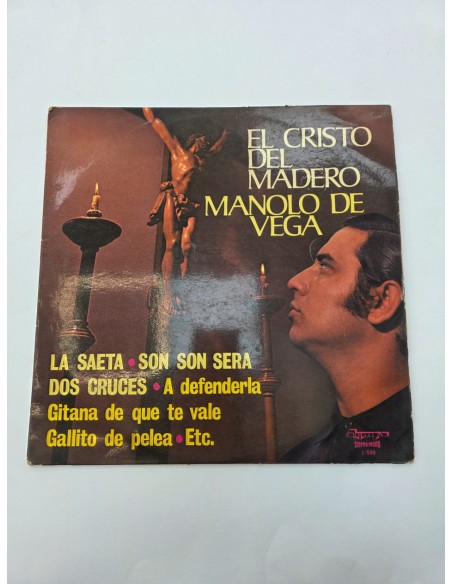 EL CRISTO
DEL
MADERO
MANOLO DE
VEGA
LA SAETA • SON SON SERA
DOS CRUCES • A defenderla
Gitana de que te vale
Gallito de pelea • Etc.